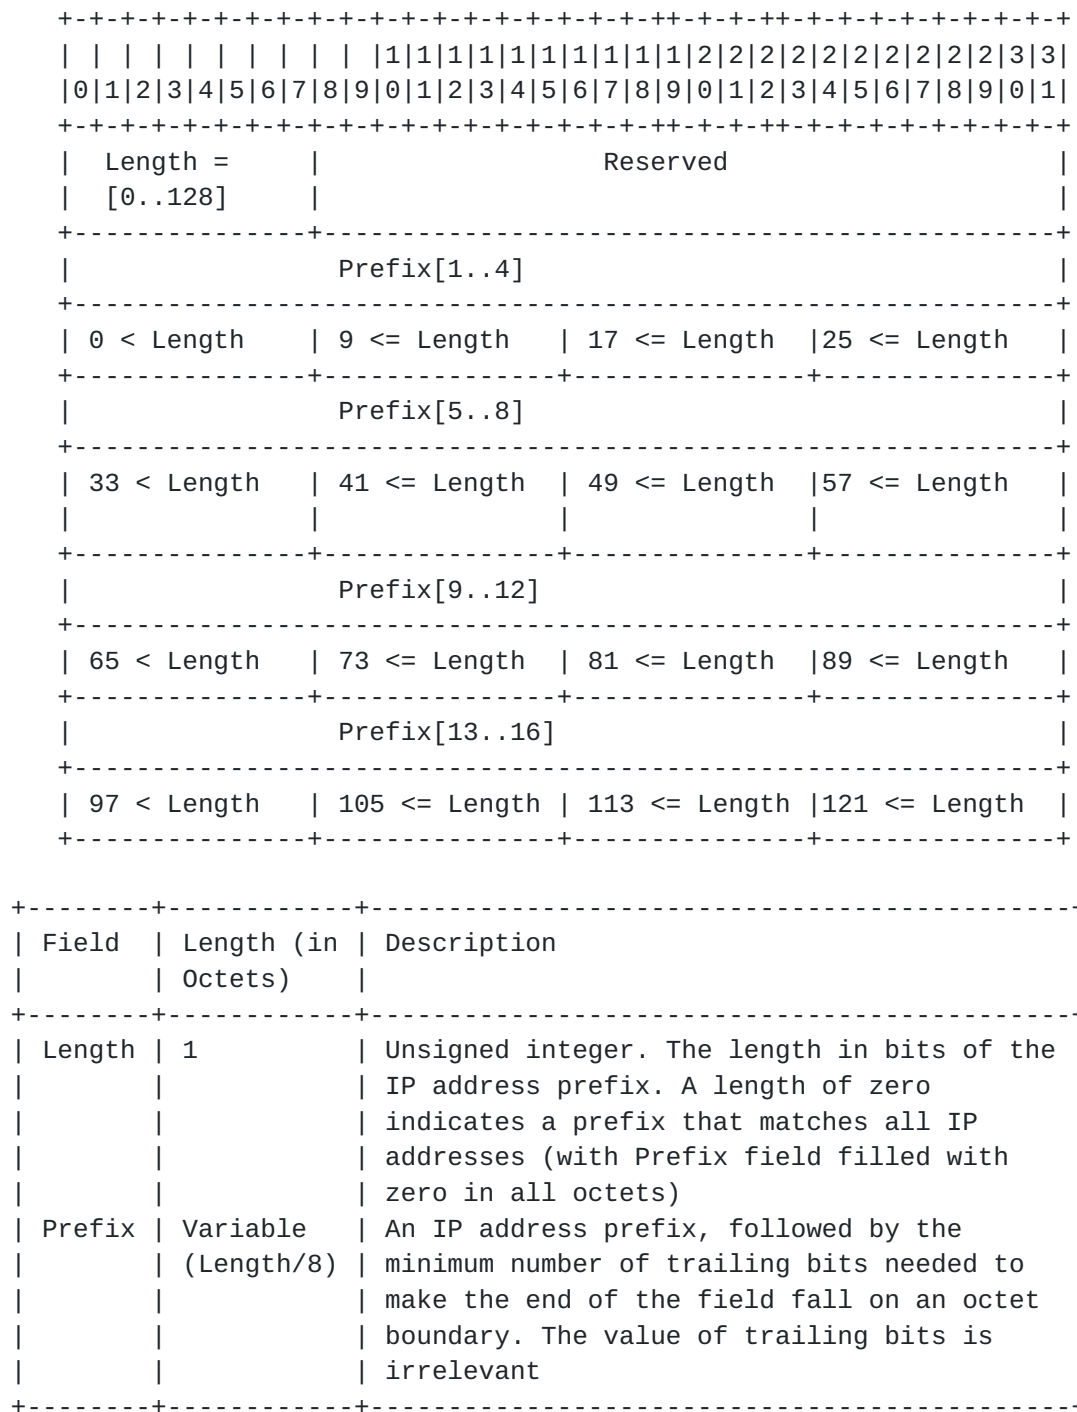 +-+-+-+-+-+-+-+-+-+-+-+-+-+-+-+-+-+-+-++-+-+-++-+-+-+-+-+-+-+-+-+
| | | | | | | | | | |1|1|1|1|1|1|1|1|1|1|2|2|2|2|2|2|2|2|2|2|3|3|
|0|1|2|3|4|5|6|7|8|9|0|1|2|3|4|5|6|7|8|9|0|1|2|3|4|5|6|7|8|9|0|1|
+-+-+-+-+-+-+-+-+-+-+-+-+-+-+-+-+-+-+-++-+-+-++-+-+-+-+-+-+-+-+-+
|  Length =     |                  Reserved                     |
|  [0..128]     |                                               |
+---------------+-----------------------------------------------+
|                 Prefix[1..4]                                  |
+---------------------------------------------------------------+
| 0 < Length    | 9 <= Length   | 17 <= Length  |25 <= Length   |
+---------------+---------------+---------------+---------------+
|                 Prefix[5..8]                                  |
+---------------------------------------------------------------+
| 33 < Length   | 41 <= Length  | 49 <= Length  |57 <= Length   |
|               |               |               |               |
+---------------+---------------+---------------+---------------+
|                 Prefix[9..12]                                 |
+---------------------------------------------------------------+
| 65 < Length   | 73 <= Length  | 81 <= Length  |89 <= Length   |
+---------------+---------------+---------------+---------------+
|                 Prefix[13..16]                                |
+---------------------------------------------------------------+
| 97 < Length   | 105 <= Length | 113 <= Length |121 <= Length  |
+---------------+---------------+---------------+---------------+
+--------+------------+---------------------------------------------+
| Field  | Length (in | Description
|        | Octets)    |
+--------+------------+---------------------------------------------+
| Length | 1          | Unsigned integer. The length in bits of the
|        |            | IP address prefix. A length of zero
|        |            | indicates a prefix that matches all IP
|        |            | addresses (with Prefix field filled with
|        |            | zero in all octets)
| Prefix | Variable   | An IP address prefix, followed by the
|        | (Length/8) | minimum number of trailing bits needed to
|        |            | make the end of the field fall on an octet
|        |            | boundary. The value of trailing bits is
|        |            | irrelevant
+--------+------------+---------------------------------------------+